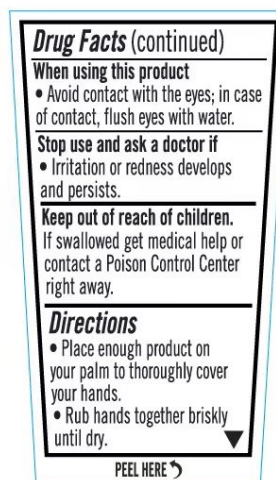 Drug Facts (continued)
When using this product
• Avoid contact with the eyes; in case
of contact, flush eyes with water.
Stop use and ask a doctor if
• Irritation or redness develops
and persists.
Keep out of reach of children.
If swallowed get medical help or
contact a Poison Control Center
right away.
Directions
• Place enough product on
your palm to thoroughly cover
your hands.
• Rub hands together briskly
until dry.
PEEL HERE